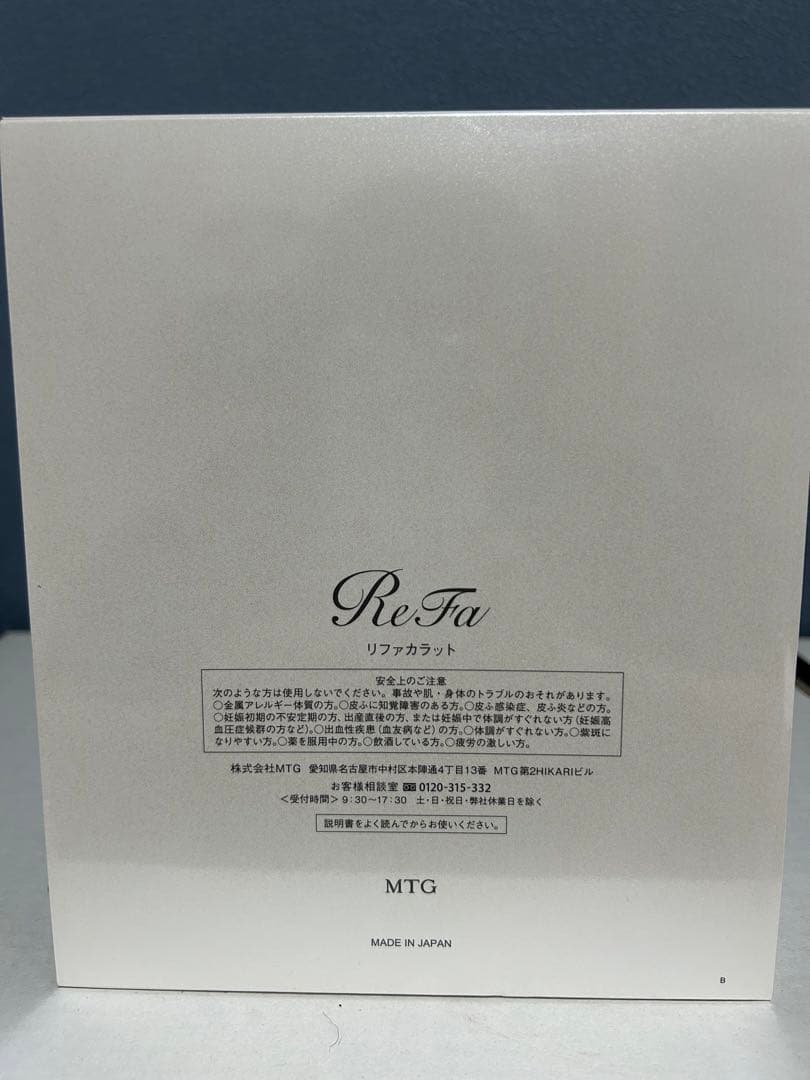 ReFa
リファカラット
安全上のご注意
次のような方は使用しないでください。事故や肌・身体のトラブルのおそれがあります。
○金属アレルギー体質の方。○皮ふに知覚障害のある方。○皮ふ感染症、皮ふ炎などの方。
○妊娠初期の不安定期の方、出産直後の方、または妊娠中で体調がすぐれない方（妊娠高
血圧症候群の方など）。○出血性疾患（血友病など）の方。○体調がすぐれない方。○紫斑に
なりやすい方。○薬を服用中の方。○飲酒している方。○疲労の激しい方。
株式会社MTG 愛知県名古屋市中村区本陣通4丁目13番 MTG第2HIKARIビル
お客様相談室 0120-315-332
＜受付時間＞9：30〜17：30 土・日・祝日・弊社休業日を除く
説明書をよく読んでからお使いください。
MTG
MADE IN JAPAN
B